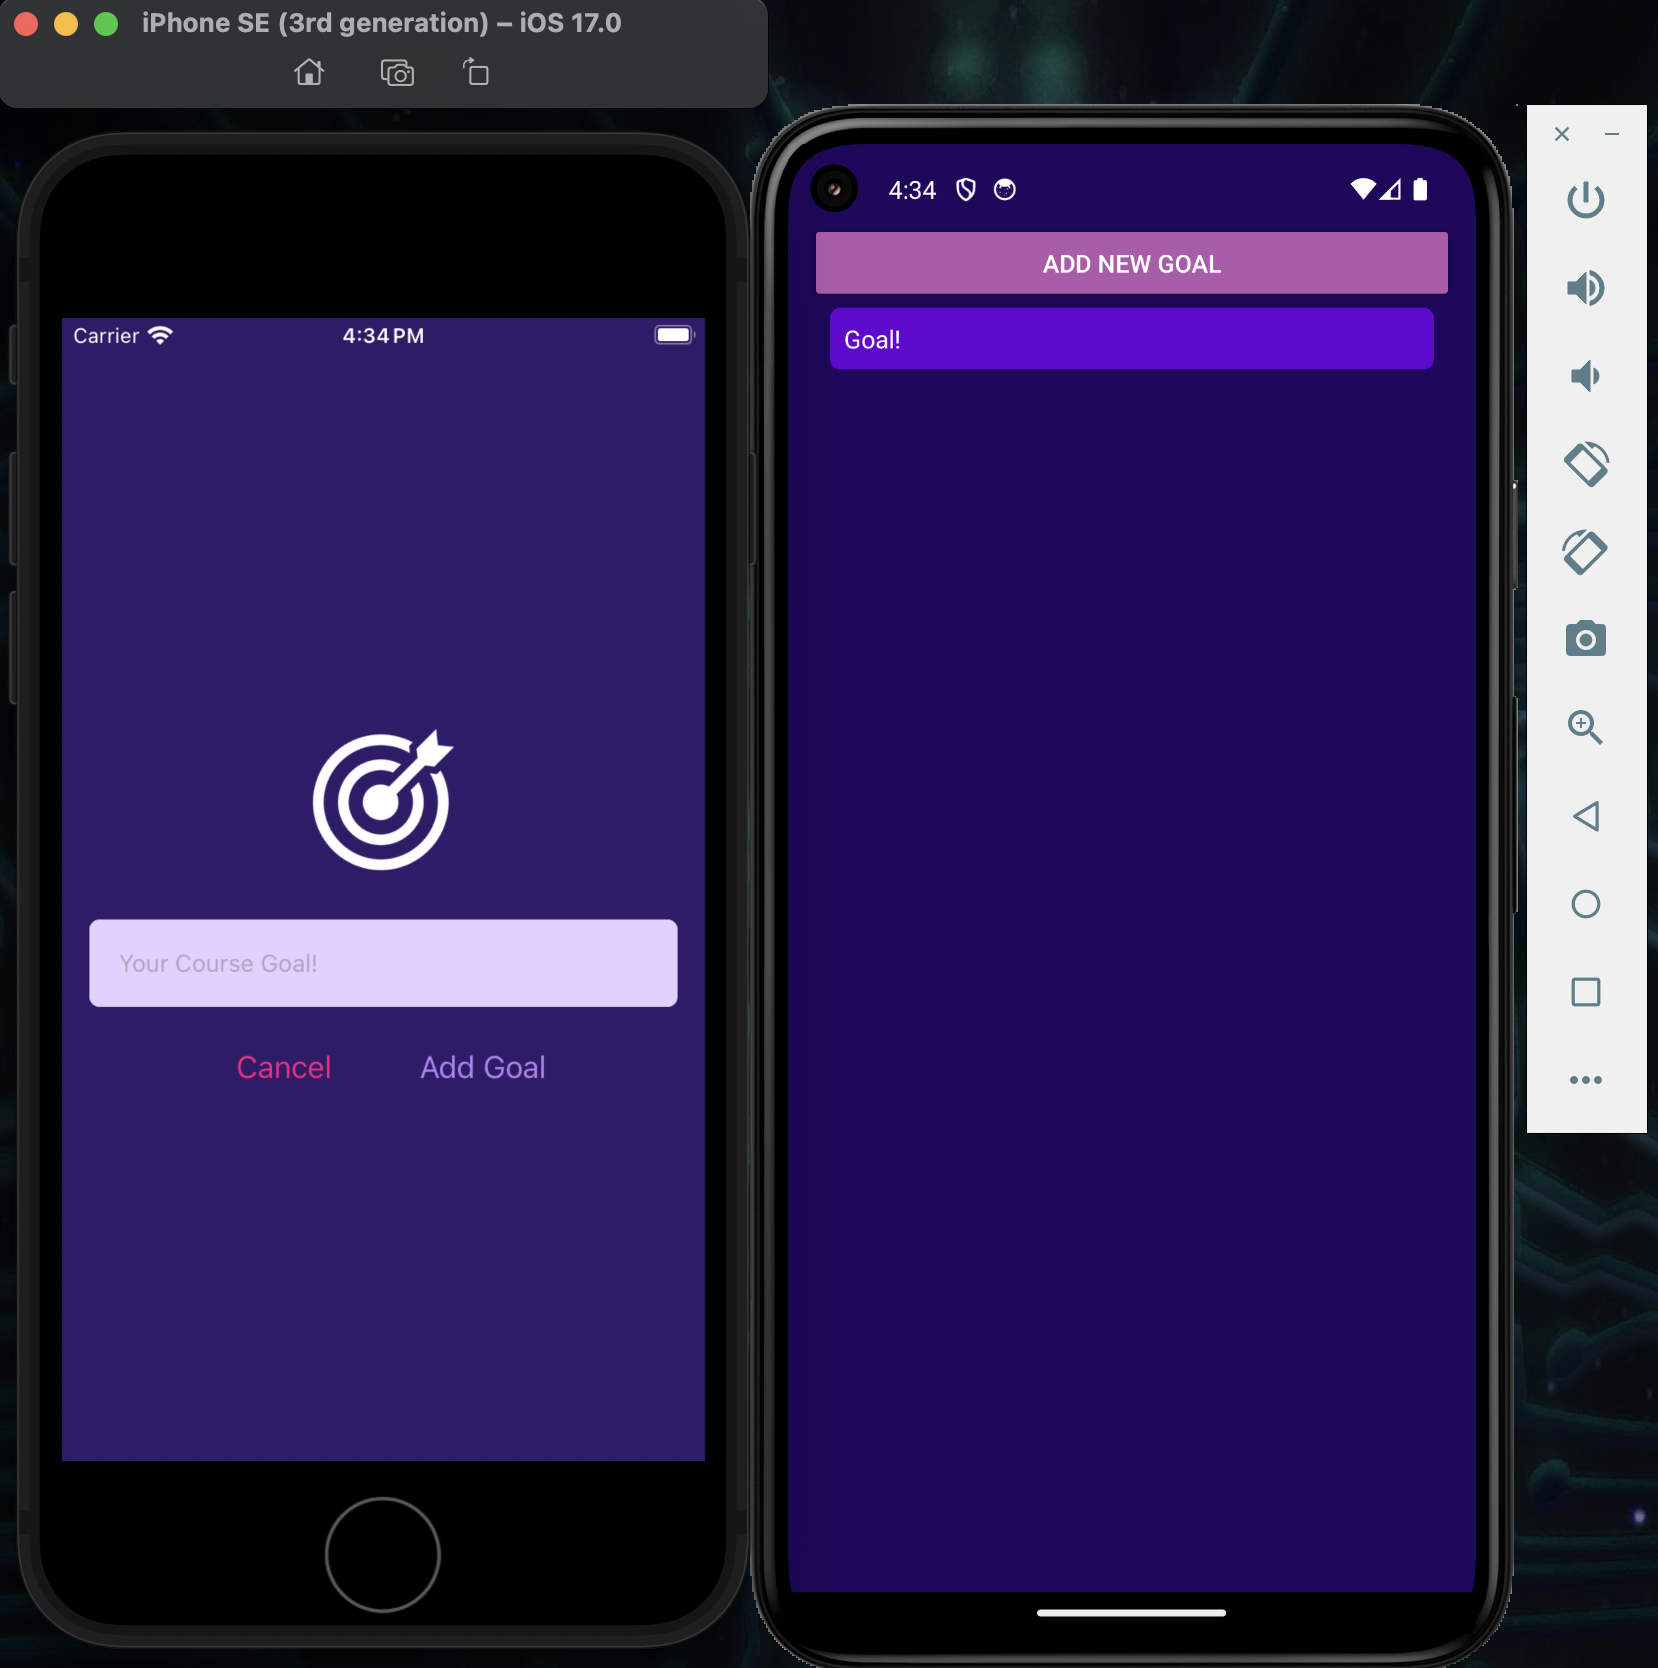 iPhone SE (3rd generation) – iOS 17.0
Carrier 4:34 PM
Your Course Goal!
Cancel Add Goal
4:34
ADD NEW GOAL
Goal!